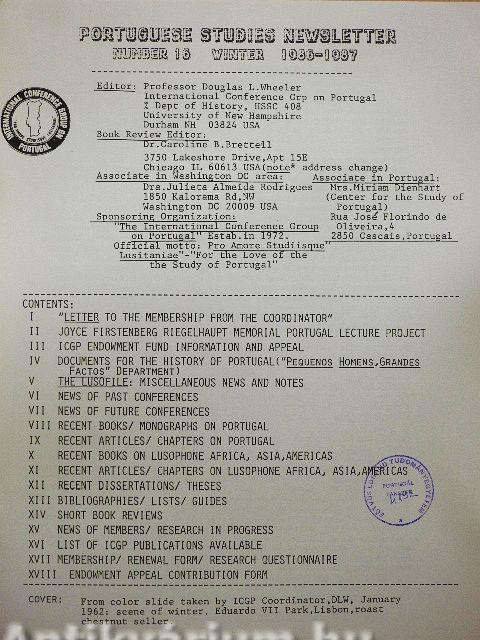 PORTUGUESE STUDIES NEWSLETTER
NUMBER 16 WINTER 1986-1987
INTERNATIONAL CONFERENCE GROUP ON PORTUGAL
Editor: Professor Douglas L.Wheeler
International Conference Grp on Portugal
% Dept of History, HSSC 408
University of New Hampshire
Durham NH 03824 USA
Book Review Editor:
Dr.Caroline B.Brettell
3750 Lakeshore Drive,Apt 15E
Chicago IL 60613 USA(note* address change)
Associate in Washington DC area: Associate in Portugal:
Dra.Julieta Almeida Rodrigues Mrs.Miriam Dienhart
1850 Kalorama Rd,NW (Center for the Study of
Washington DC 20009 USA Portugal)
Sponsoring Organization: Rua José Florindo de
"The International Conference Group Oliveira,4
on Portugal" Estab.in 1972. 2850 Cascais,Portugal
Official motto: Pro Amore Studiisque"
Lusitaniae"-"For the Love of the
the Study of Portugal"
CONTENTS:
I "LETTER TO THE MEMBERSHIP FROM THE COORDINATOR"
II JOYCE FIRSTENBERG RIEGELHAUPT MEMORIAL PORTUGAL LECTURE PROJECT
III ICGP ENDOWMENT FUND INFORMATION AND APPEAL
IV DOCUMENTS FOR THE HISTORY OF PORTUGAL("PEQUENOS HOMENS,GRANDES
FACTOS" DEPARTMENT)
V THE LUSOFILE: MISCELLANEOUS NEWS AND NOTES
VI NEWS OF PAST CONFERENCES
VII NEWS OF FUTURE CONFERENCES
VIII RECENT BOOKS/ MONOGRAPHS ON PORTUGAL
IX RECENT ARTICLES/ CHAPTERS ON PORTUGAL
X RECENT BOOKS ON LUSOPHONE AFRICA, ASIA,AMERICAS
XI RECENT ARTICLES/ CHAPTERS ON LUSOPHONE AFRICA, ASIA,AMERICAS
XII RECENT DISSERTATIONS/ THESES
XIII BIBLIOGRAPHIES/ LISTS/ GUIDES
XIV SHORT BOOK REVIEWS
XV NEWS OF MEMBERS/ RESEARCH IN PROGRESS
XVI LIST OF ICGP PUBLICATIONS AVAILABLE
XVII MEMBERSHIP/ RENEWAL FORM/ RESEARCH QUESTIONNAIRE
XVIII ENDOWMENT APPEAL CONTRIBUTION FORM
EÖTVÖS LORÁND TUDOMÁNYEGYETEM
PORTUGÁL
COVER: From color slide taken by ICGP Coordinator,DLW, January
1962: scene of winter, Eduardo VII Park,Lisbon,roast
chestnut seller.